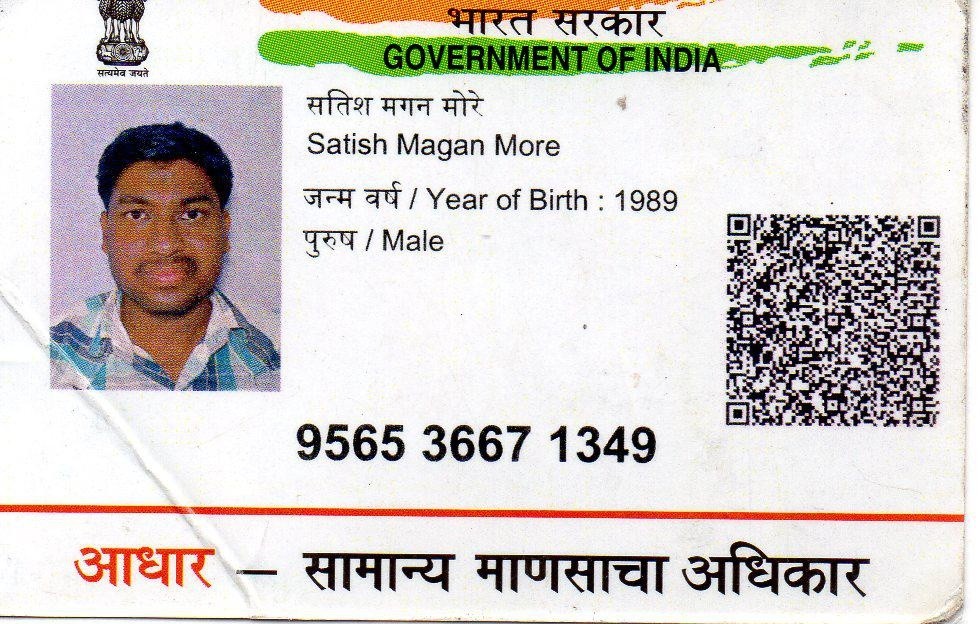 भारत सरकार
GOVERNMENT OF INDIA
सत्यमेव जयते
सतिश मगन मोरे
Satish Magan More
जन्म वर्ष / Year of Birth : 1989
पुरुष / Male
9565 3667 1349
आधार — सामान्य माणसाचा अधिकार